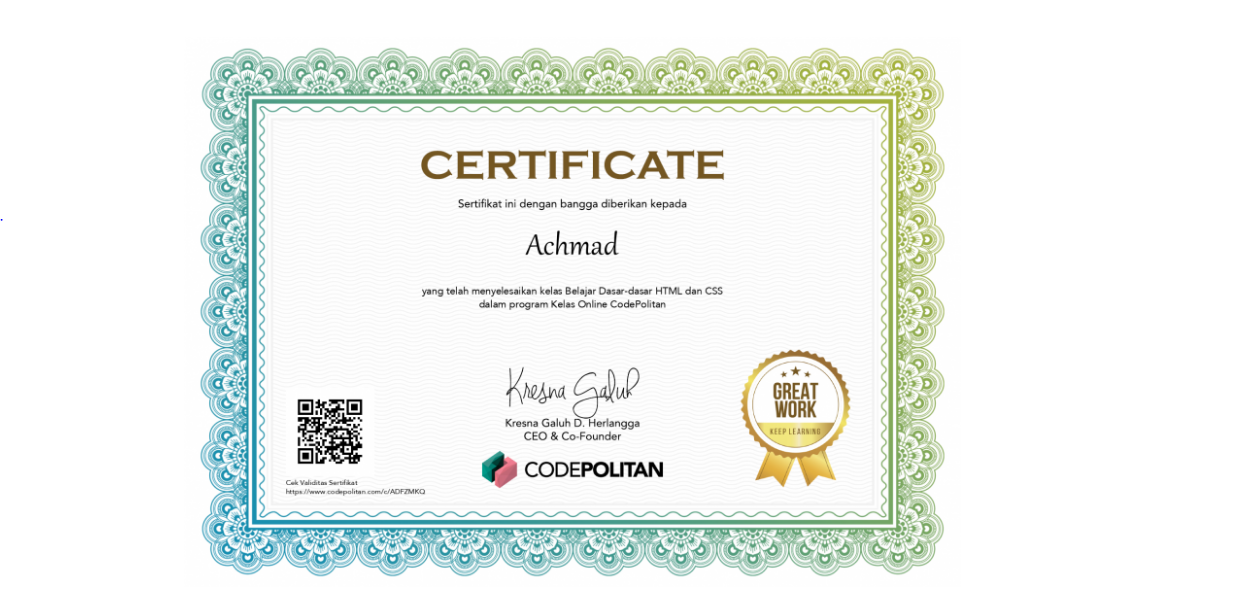 CERTIFICATE
Sertifikat ini dengan bangga diberikan kepada
Achmad
yang telah menyelesaikan kelas Belajar Dasar-dasar HTML dan CSS
dalam program Kelas Online CodePolitan
Kresna Galuh
Kresna Galuh D. Herlangga
CEO & Co-Founder
CODEPOLITAN
GREAT
WORK
KEEP LEARNING
Cek Validitas Sertifikat
https://www.codepolitan.com/c/ADFZMKQ